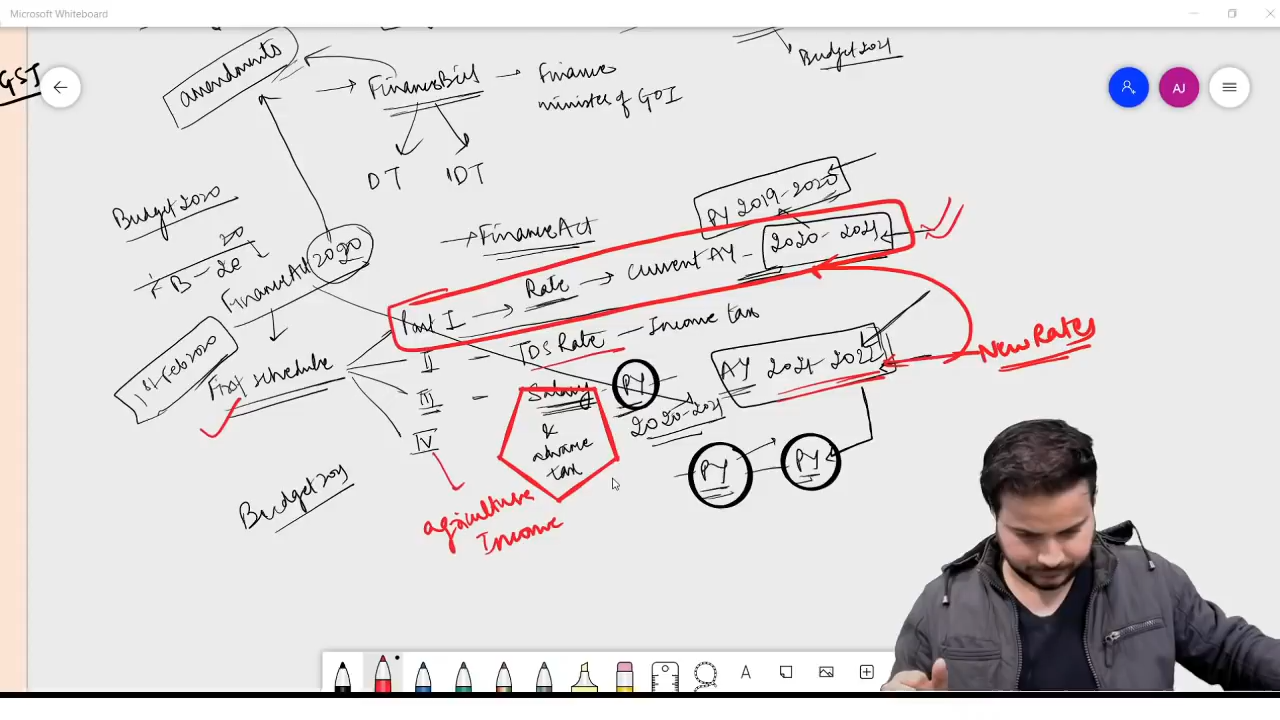 Microsoft Whiteboard
GST
amendments
Finance Bill
Finance
minister of GOI
Budget 2021
DT
IDT
Budget 2020
FB - 20 20
Finance Act 2020
Finance Act
PY 2019-2020
Part I → Rate → current AY - 2020-2021
1st Feb 2020
First schedule
II - TDS Rate - Income tax
III - Salary
& advance
tax
PY
2020-2021
AY 2021-2022
New Rates
IV
PY
PY
Budget
agriculture
Income
AJ
A